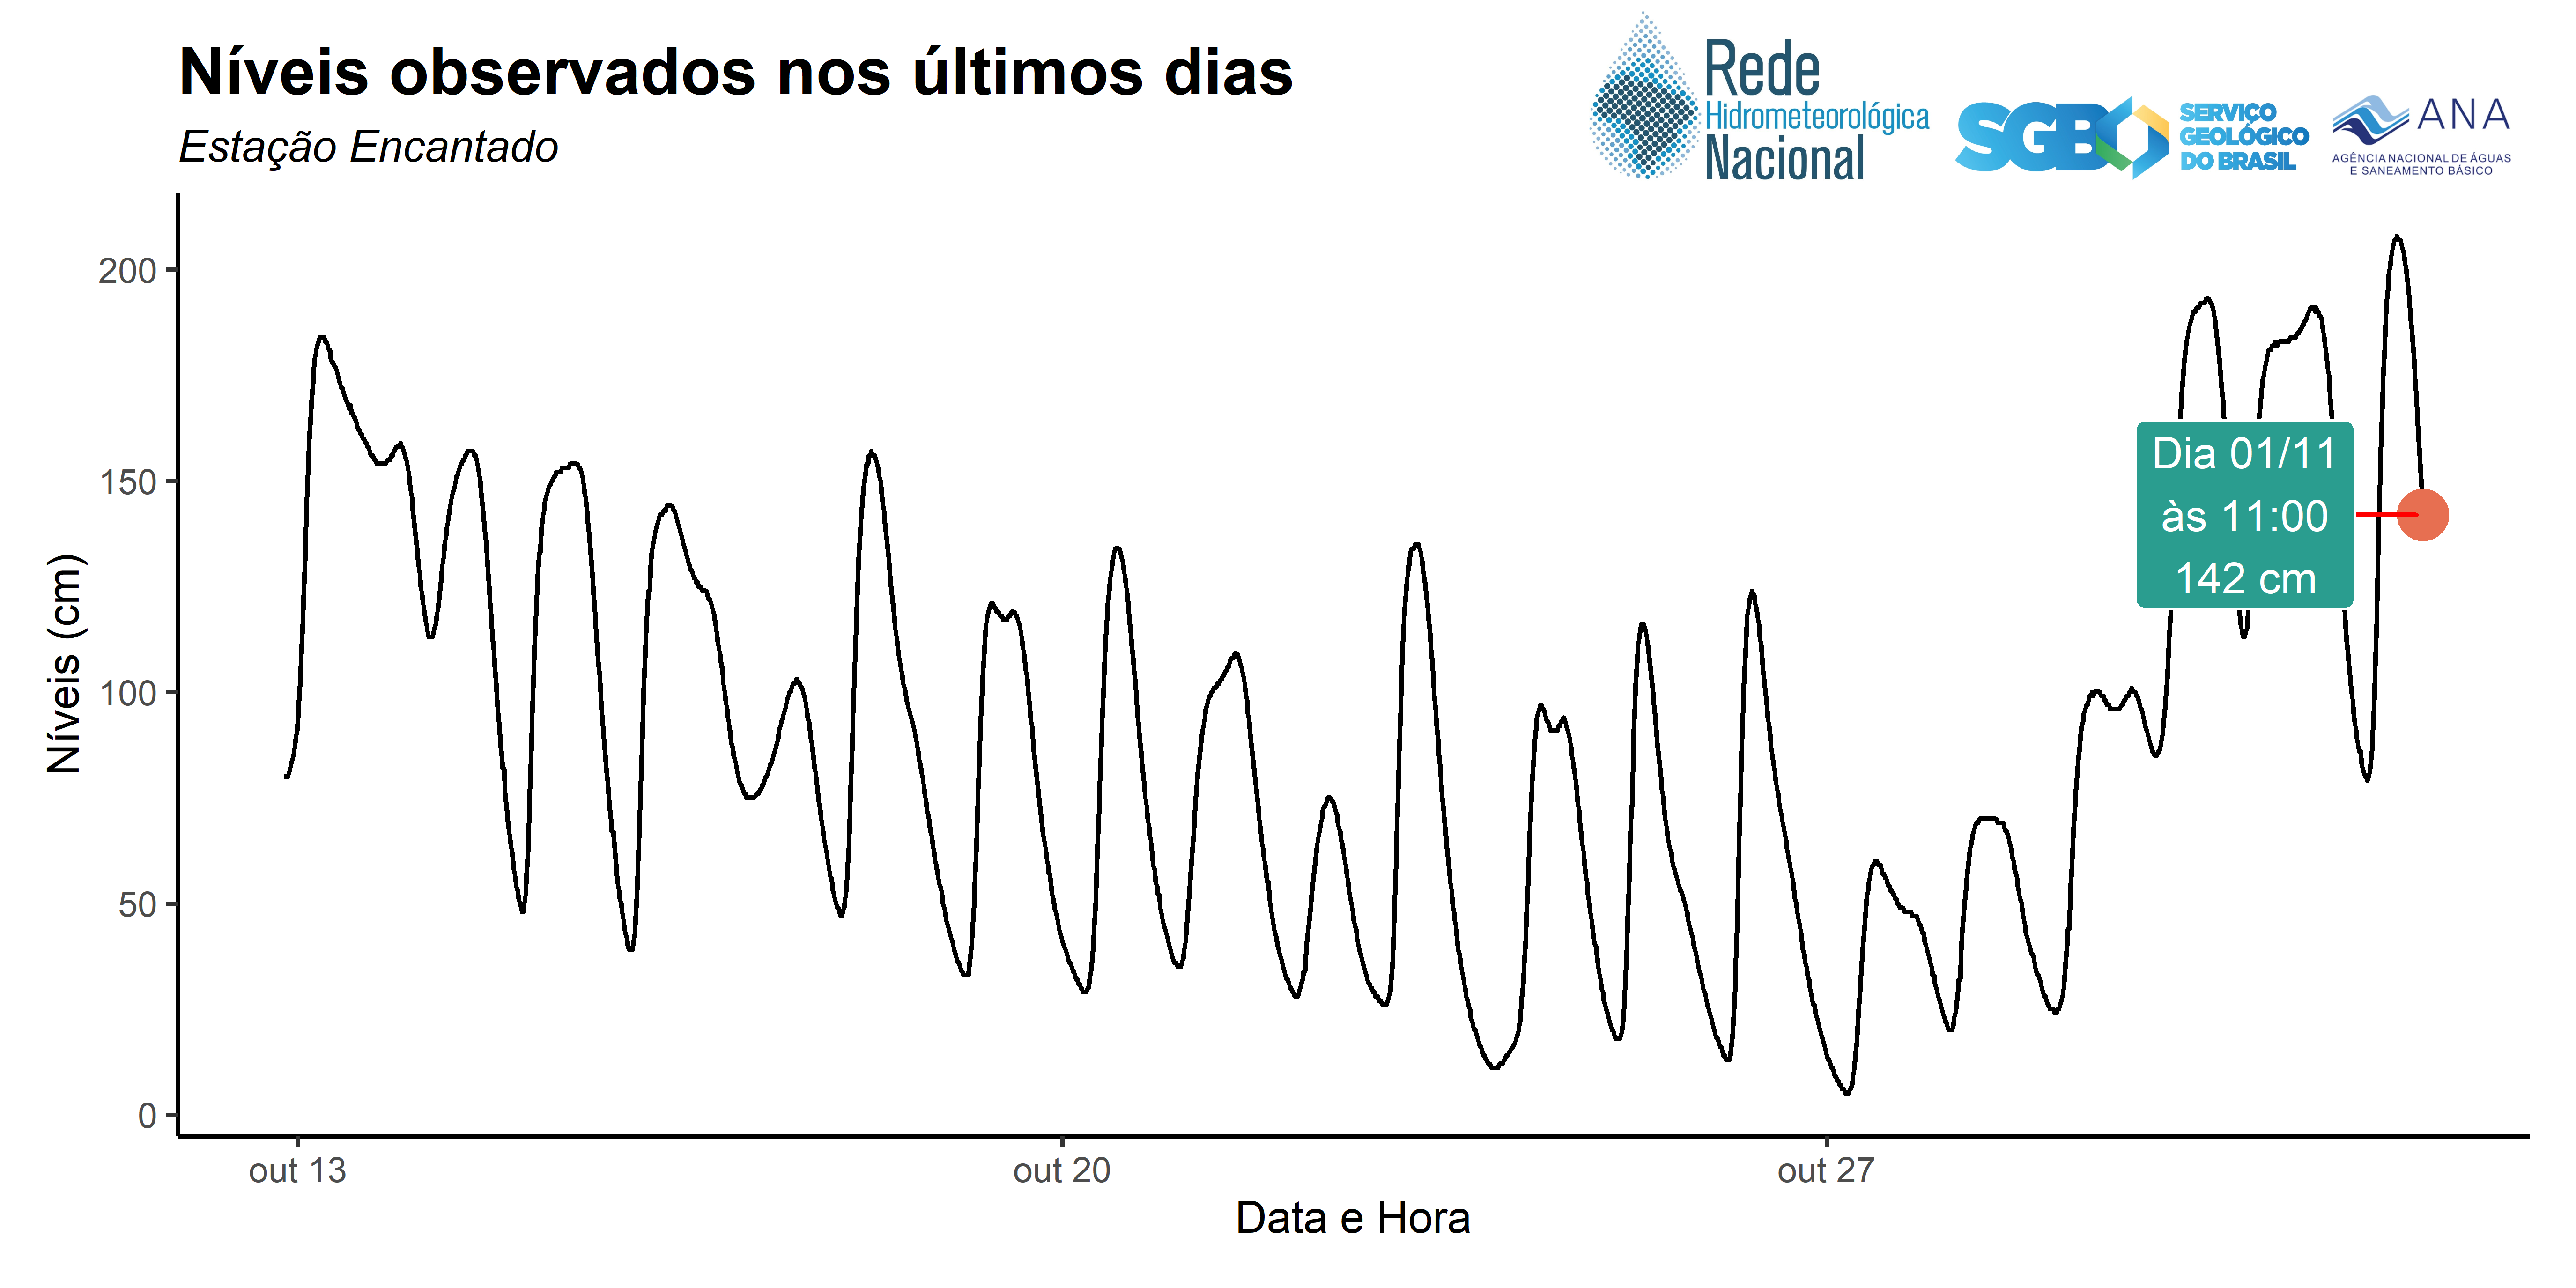 Níveis observados nos últimos dias
Estação Encantado
Rede
Hidrometeorológica
Nacional
SGB
SERVIÇO
GEOLÓGICO
DO BRASIL
ANA
AGÊNCIA NACIONAL DE ÁGUAS
E SANEAMENTO BÁSICO
Níveis (cm)
200
150
100
50
0
Dia 01/11
às 11:00
142 cm
out 13
out 20
out 27
Data e Hora